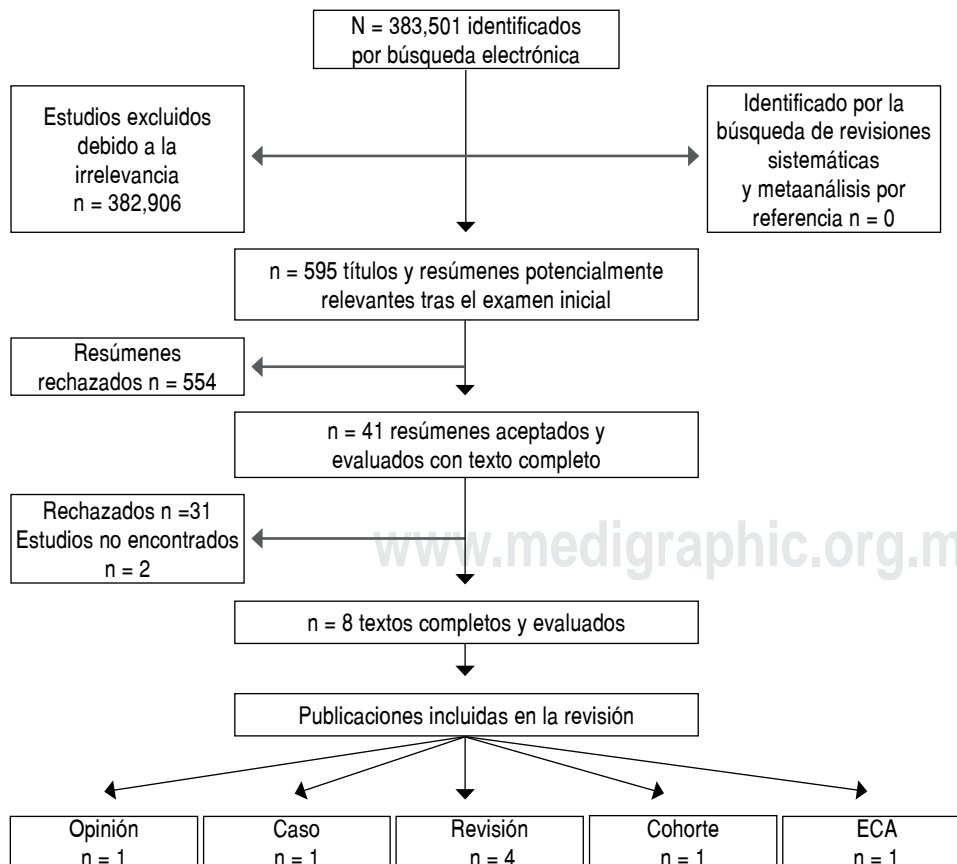 N = 383,501 identificados
por búsqueda electrónica
Estudios excluidos
debido a la
irrelevancia
n = 382,906
Identificado por la
búsqueda de revisiones
sistemáticas
y metaanálisis por
referencia n = 0
n = 595 títulos y resúmenes potencialmente
relevantes tras el examen inicial
Resúmenes
rechazados n = 554
n = 41 resúmenes aceptados y
evaluados con texto completo
Rechazados n =31
Estudios no encontrados
n = 2
www.medigraphic.org.m
n = 8 textos completos y evaluados
Publicaciones incluidas en la revisión
Opinión
n = 1
Caso
n = 1
Revisión
n = 4
Cohorte
n = 1
ECA
n = 1